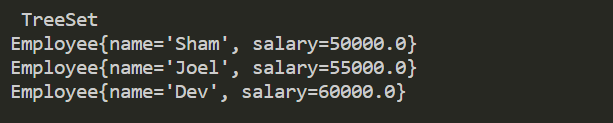 TreeSet
Employee{name='Sham', salary=50000.0}
Employee{name='Joel', salary=55000.0}
Employee{name='Dev', salary=60000.0}